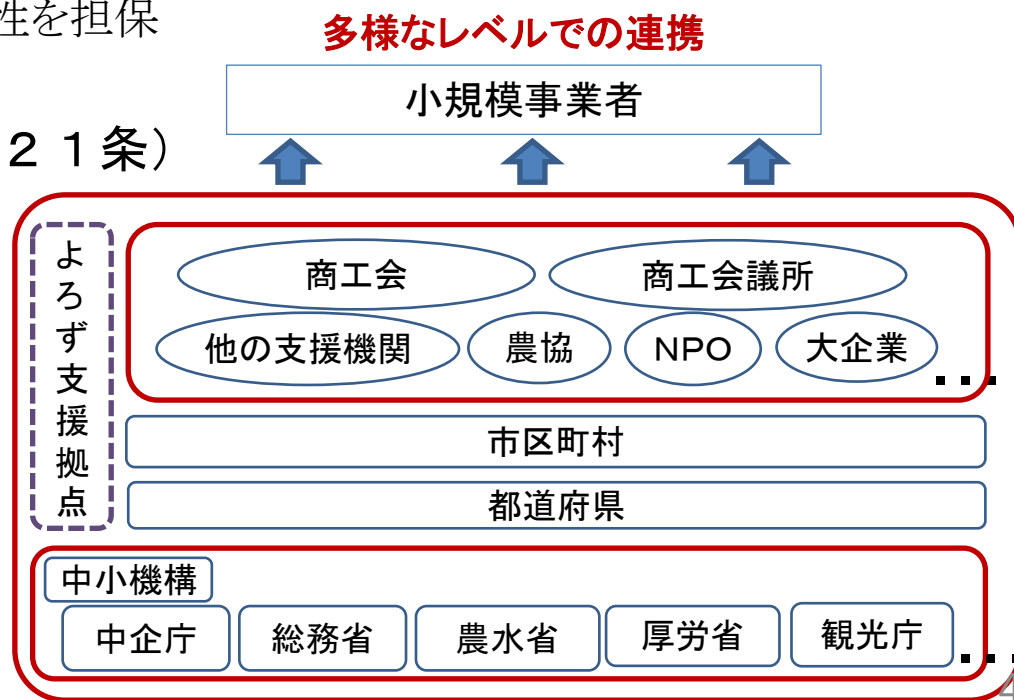 性を担保
多様なレベルでの連携
小規模事業者
21条)
よろず支援拠点
商工会 商工会議所
他の支援機関 農協 NPO 大企業 ...
市区町村
都道府県
中小機構
中企庁 総務省 農水省 厚労省 観光庁 ...
4